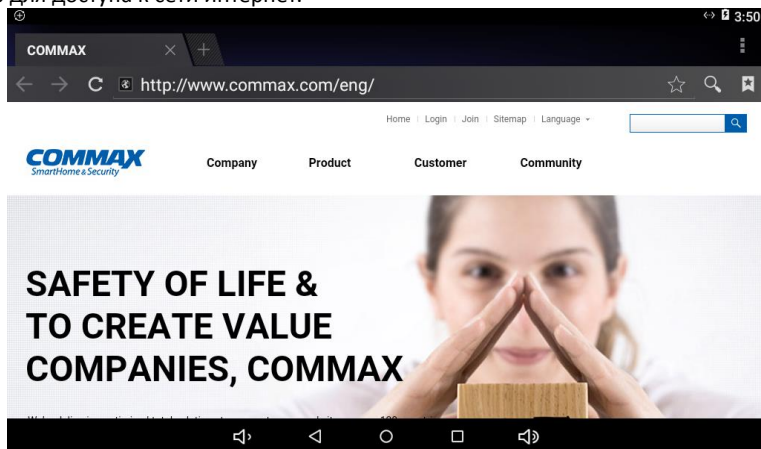 для доступа к сети интернет.
3:50
COMMAX
http://www.commax.com/eng/
Home Login Join Sitemap Language
COMMAX
SmartHome & Security
Company Product Customer Community
SAFETY OF LIFE &
TO CREATE VALUE
COMPANIES, COMMAX